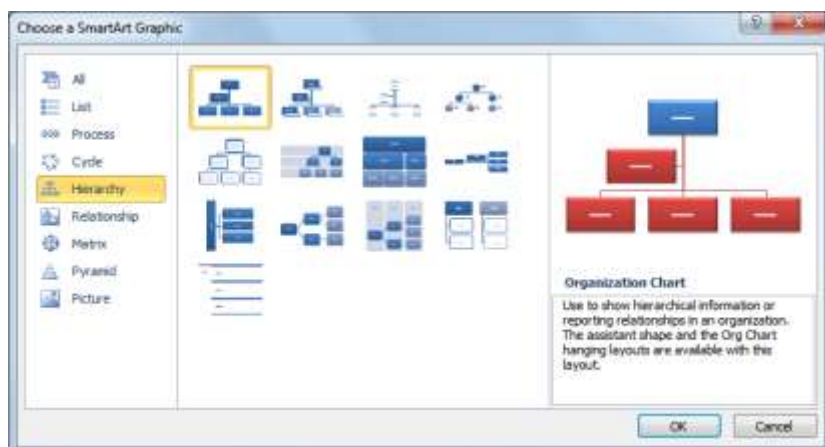 Choose a SmartArt Graphic
All
List
Process
Cycle
Hierarchy
Relationship
Matrix
Pyramid
Picture
Organization Chart
Use to show hierarchical information or
reporting relationships in an organization.
The assistant shape and the Org Chart
hanging layouts are available with this
layout.
OK
Cancel